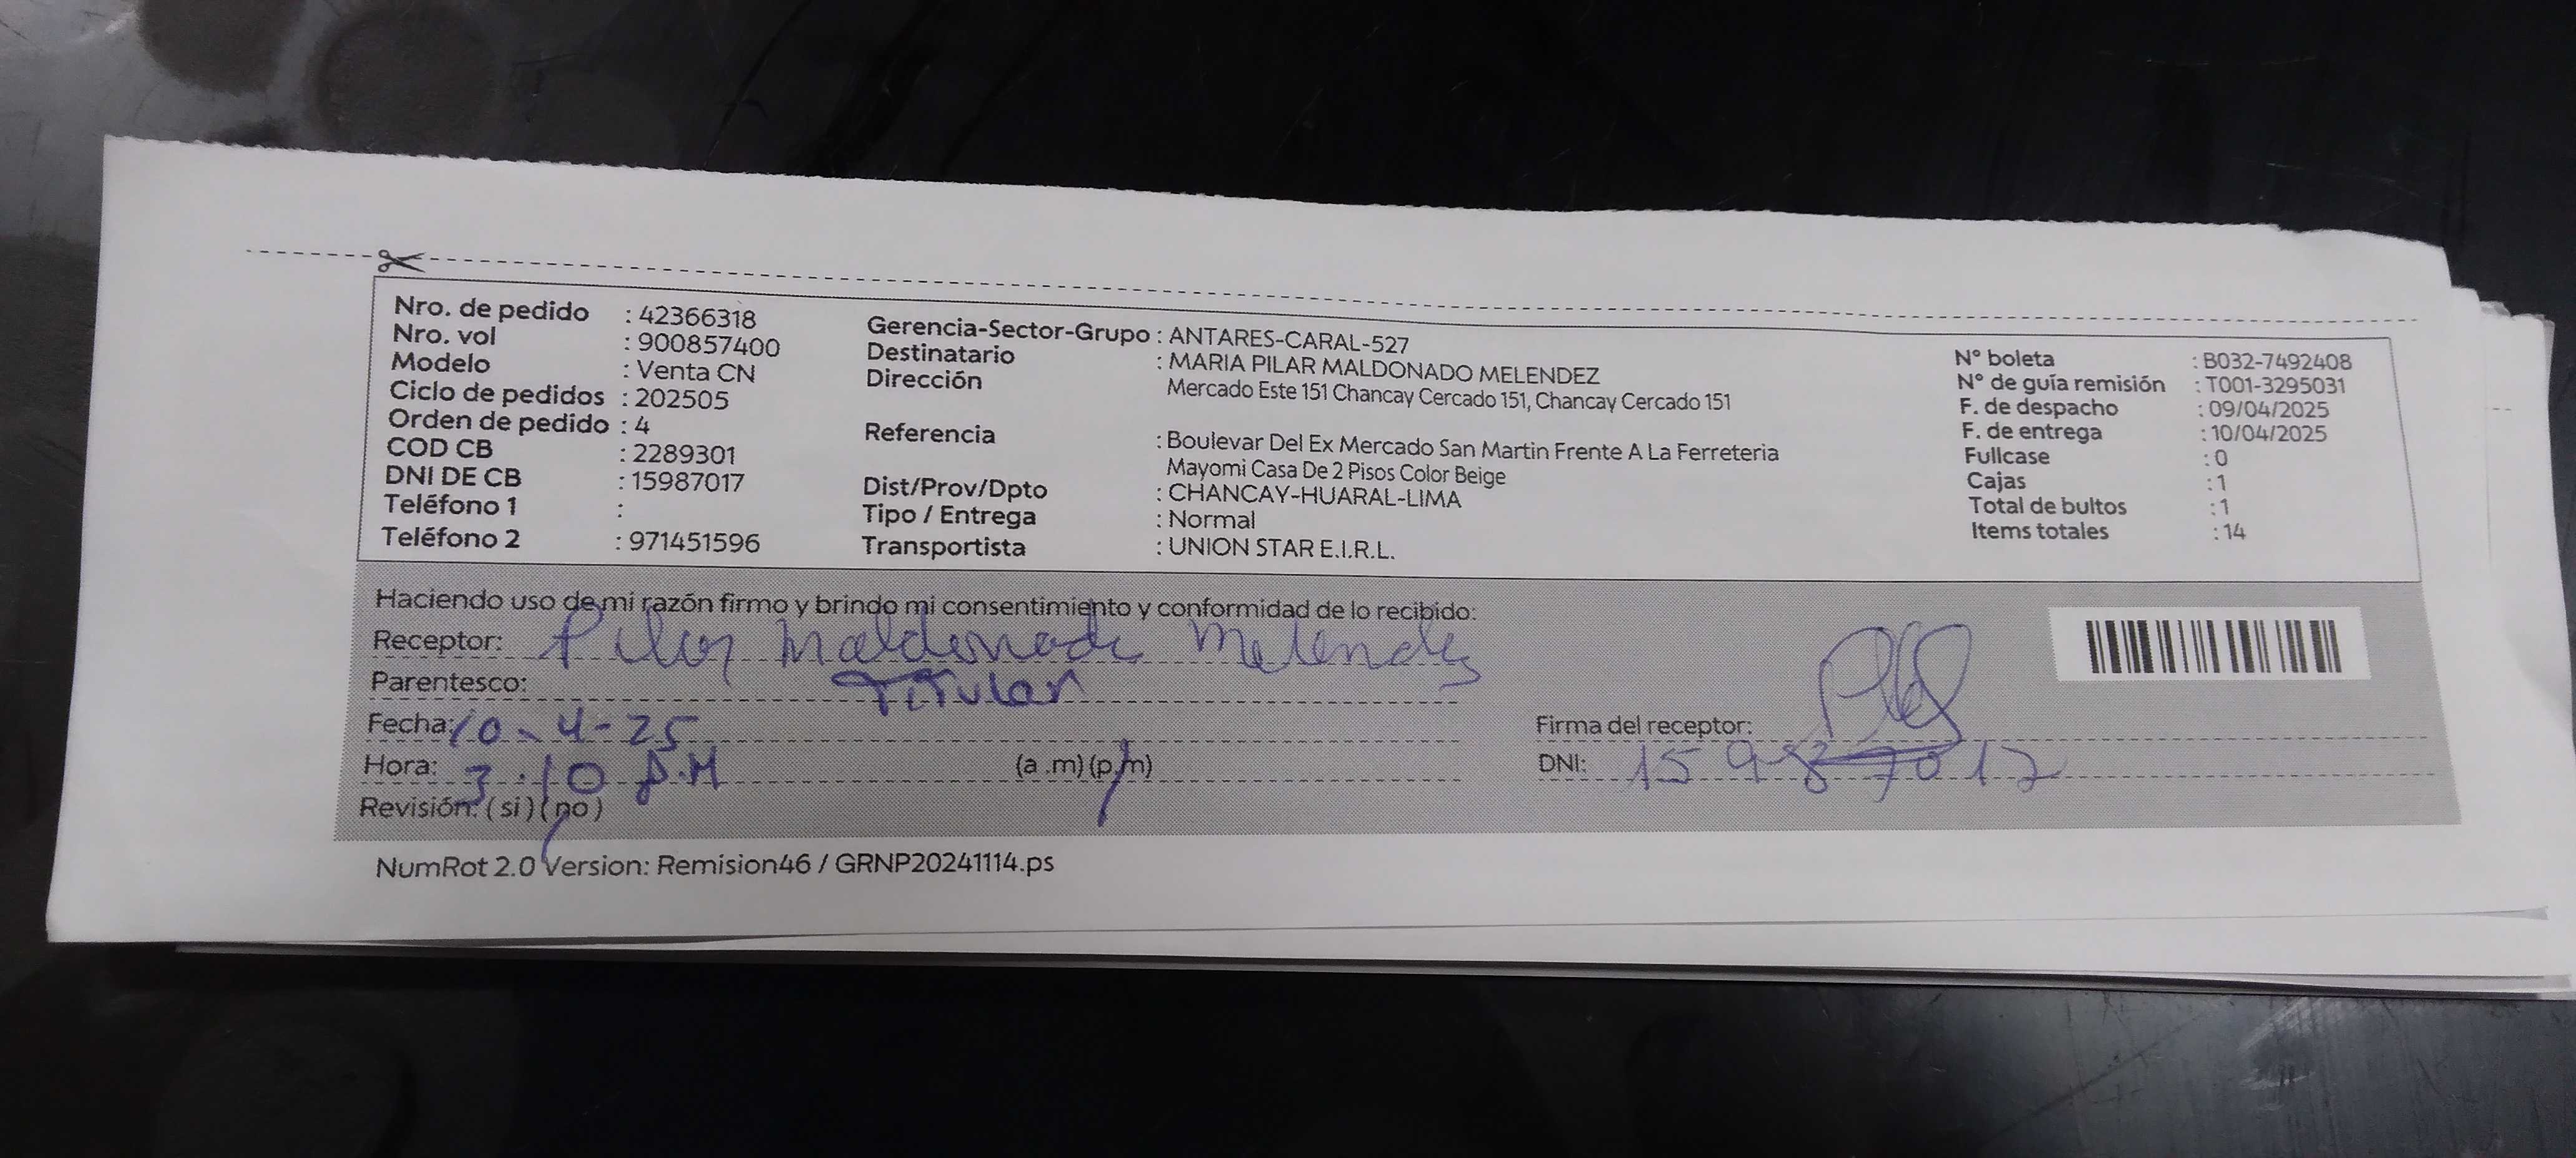 Nro. de pedido : 42366318
Nro. vol : 900857400
Modelo : Venta CN
Ciclo de pedidos : 202505
Orden de pedido : 4
COD CB : 2289301
DNI DE CB : 15987017
Teléfono 1 :
Teléfono 2 : 971451596
Gerencia-Sector-Grupo : ANTARES-CARAL-527
Destinatario : MARIA PILAR MALDONADO MELENDEZ
Dirección Mercado Este 151 Chancay Cercado 151, Chancay Cercado 151
Referencia : Boulevar Del Ex Mercado San Martin Frente A La Ferreteria
Mayomi Casa De 2 Pisos Color Beige
Dist/Prov/Dpto : CHANCAY-HUARAL-LIMA
Tipo / Entrega : Normal
Transportista : UNION STAR E.I.R.L.
N° boleta : B032-7492408
N° de guía remisión : T001-3295031
F. de despacho : 09/04/2025
F. de entrega : 10/04/2025
Fullcase : 0
Cajas : 1
Total de bultos : 1
Items totales : 14
Haciendo uso de mi razón firmo y brindo mi consentimiento y conformidad de lo recibido:
Receptor: Pilar Maldonado Melendez
Parentesco: Titular
Fecha: 10-4-25
Hora: 3.10 P.M (a .m) (p/m)
Revisión: ( si ) ( no )
Firma del receptor:
DNI: 15987017
NumRot 2.0 Version: Remision46 / GRNP20241114.ps